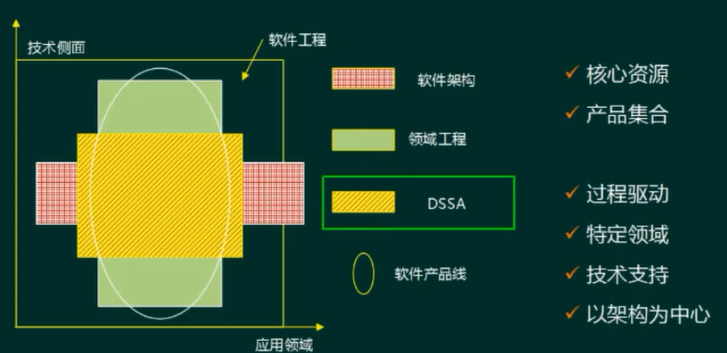 技术侧面
软件工程
应用领域
软件架构
领域工程
DSSA
软件产品线
核心资源
产品集合
过程驱动
特定领域
技术支持
以架构为中心